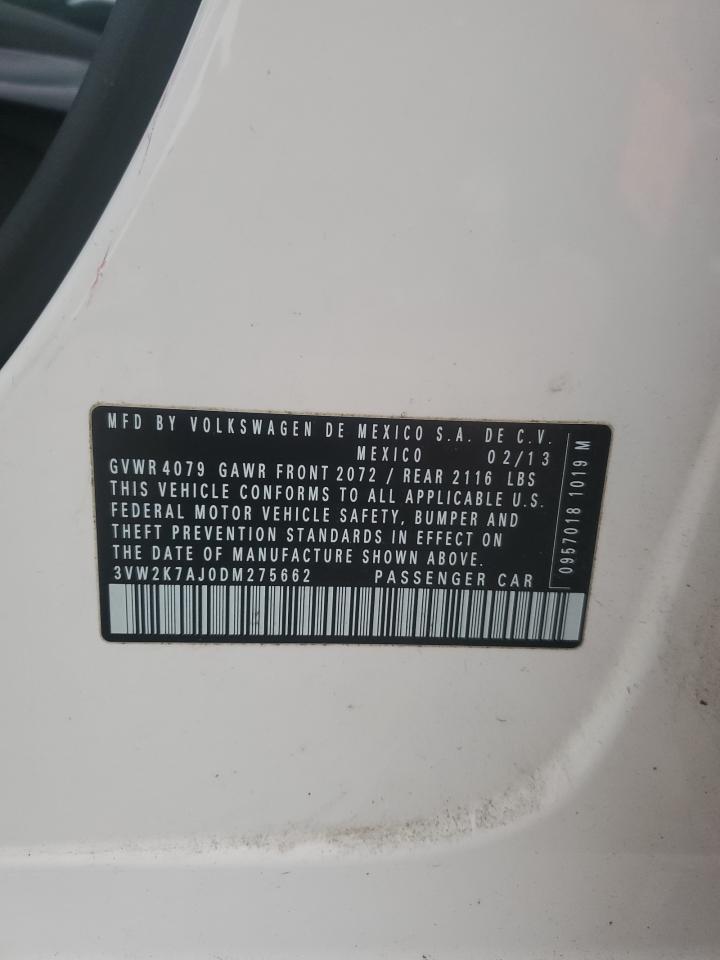 MFD BY VOLKSWAGEN DE MEXICO S.A. DE C.V.
MEXICO 02/13
GVWR 4079 GAWR FRONT 2072 / REAR 2116 LBS
THIS VEHICLE CONFORMS TO ALL APPLICABLE U.S.
FEDERAL MOTOR VEHICLE SAFETY, BUMPER AND
THEFT PREVENTION STANDARDS IN EFFECT ON
THE DATE OF MANUFACTURE SHOWN ABOVE.
3VW2K7AJ0DM275662 PASSENGER CAR
0957018 1019 M